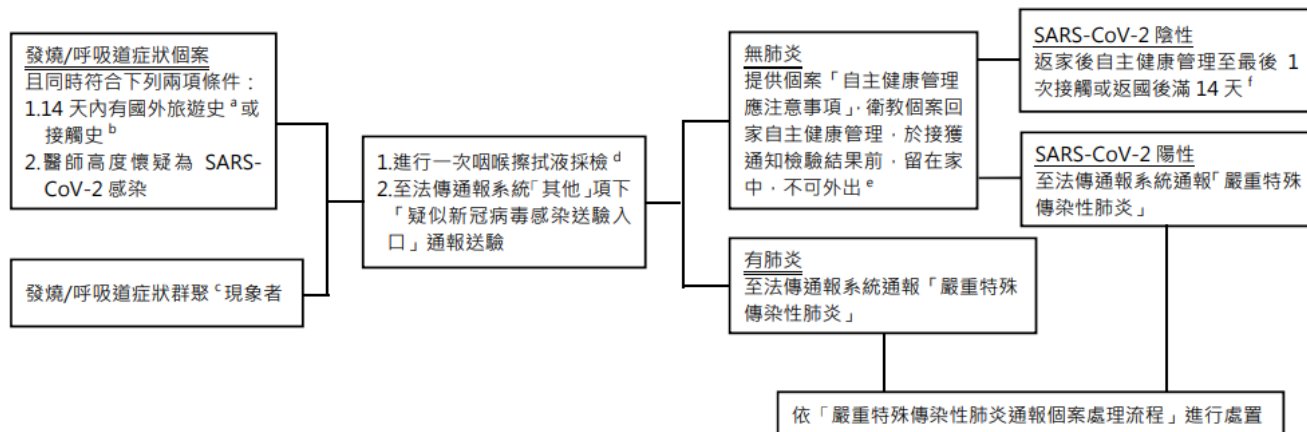 發燒/呼吸道症狀個案
且同時符合下列兩項條件：
1.14 天內有國外旅遊史 a 或
接觸史 b
2.醫師高度懷疑為 SARS-
CoV-2 感染
發燒/呼吸道症狀群聚 c 現象者
1.進行一次咽喉擦拭液採檢 d
2.至法傳通報系統「其他」項下
「疑似新冠病毒感染送驗入
口」通報送驗
無肺炎
提供個案「自主健康管理
應注意事項」，衛教個案回
家自主健康管理，於接獲
通知檢驗結果前，留在家
中，不可外出 e
有肺炎
至法傳通報系統通報「嚴重特殊
傳染性肺炎」
SARS-CoV-2 陰性
返家後自主健康管理至最後 1
次接觸或返國後滿 14 天 f
SARS-CoV-2 陽性
至法傳通報系統通報「嚴重特殊
傳染性肺炎」
依「嚴重特殊傳染性肺炎通報個案處理流程」進行處置